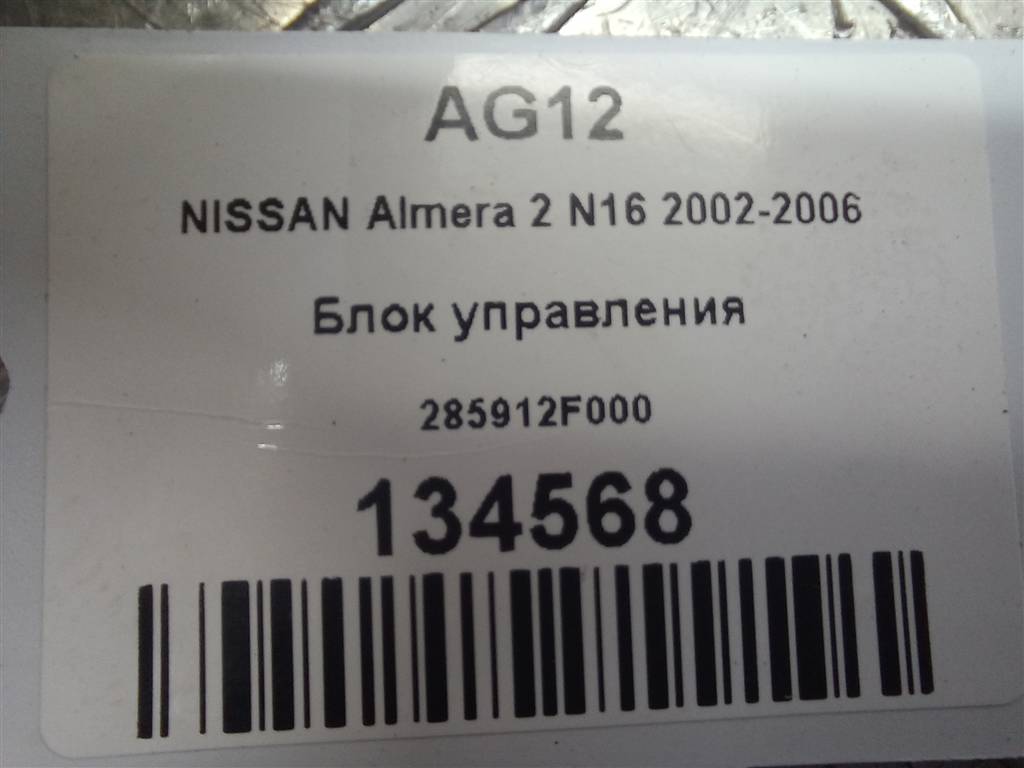 AG12
NISSAN Almera 2 N16 2002-2006
Блок управления
285912F000
134568